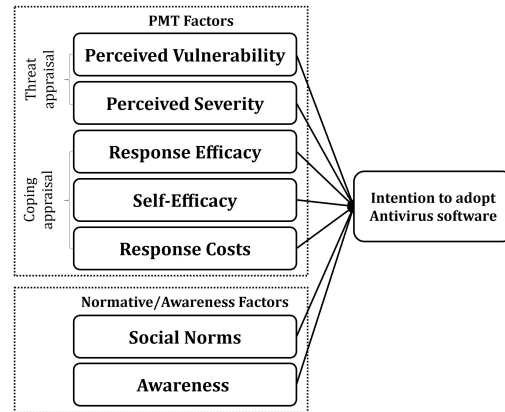 PMT Factors
Threat
appraisal
Perceived Vulnerability
Perceived Severity
Coping
appraisal
Response Efficacy
Self-Efficacy
Response Costs
Intention to adopt
Antivirus software
Normative/Awareness Factors
Social Norms
Awareness